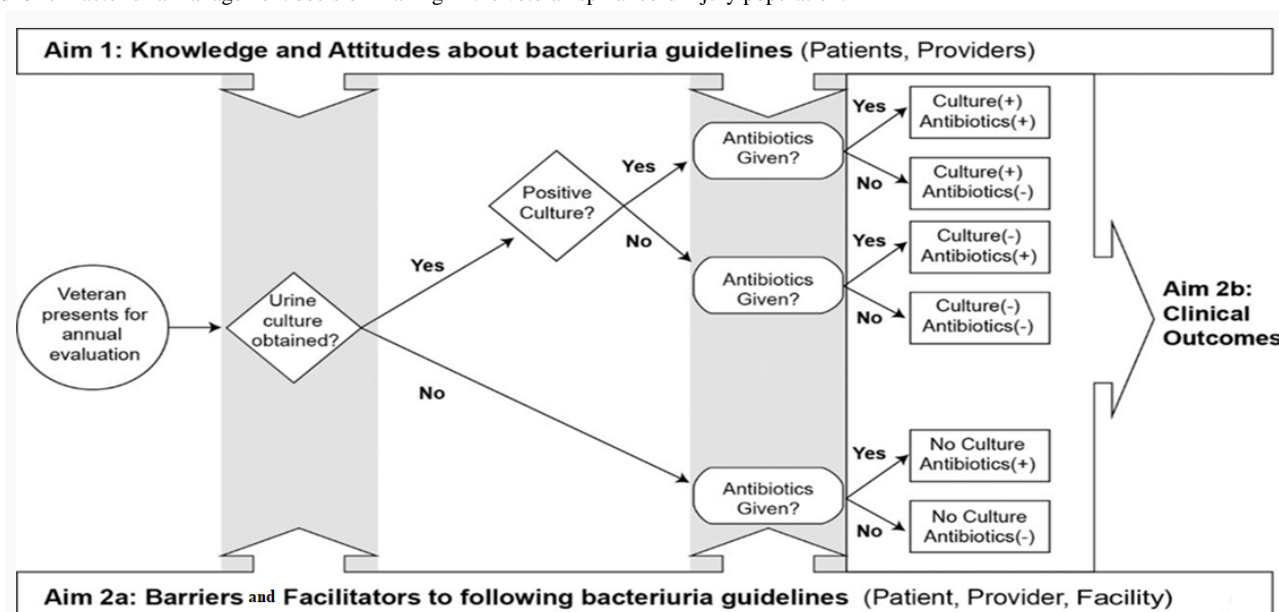 Aim 1: Knowledge and Attitudes about bacteriuria guidelines (Patients, Providers)
Veteran
presents for
annual
evaluation
Urine
culture
obtained?
Yes
No
Positive
Culture?
Yes
No
Antibiotics
Given?
Yes
No
Culture(+)
Antibiotics(+)
Culture(+)
Antibiotics(-)
Antibiotics
Given?
Yes
No
Culture(-)
Antibiotics(+)
Culture(-)
Antibiotics(-)
Antibiotics
Given?
Yes
No
No Culture
Antibiotics(+)
No Culture
Antibiotics(-)
Aim 2b:
Clinical
Outcomes
Aim 2a: Barriers and Facilitators to following bacteriuria guidelines (Patient, Provider, Facility)